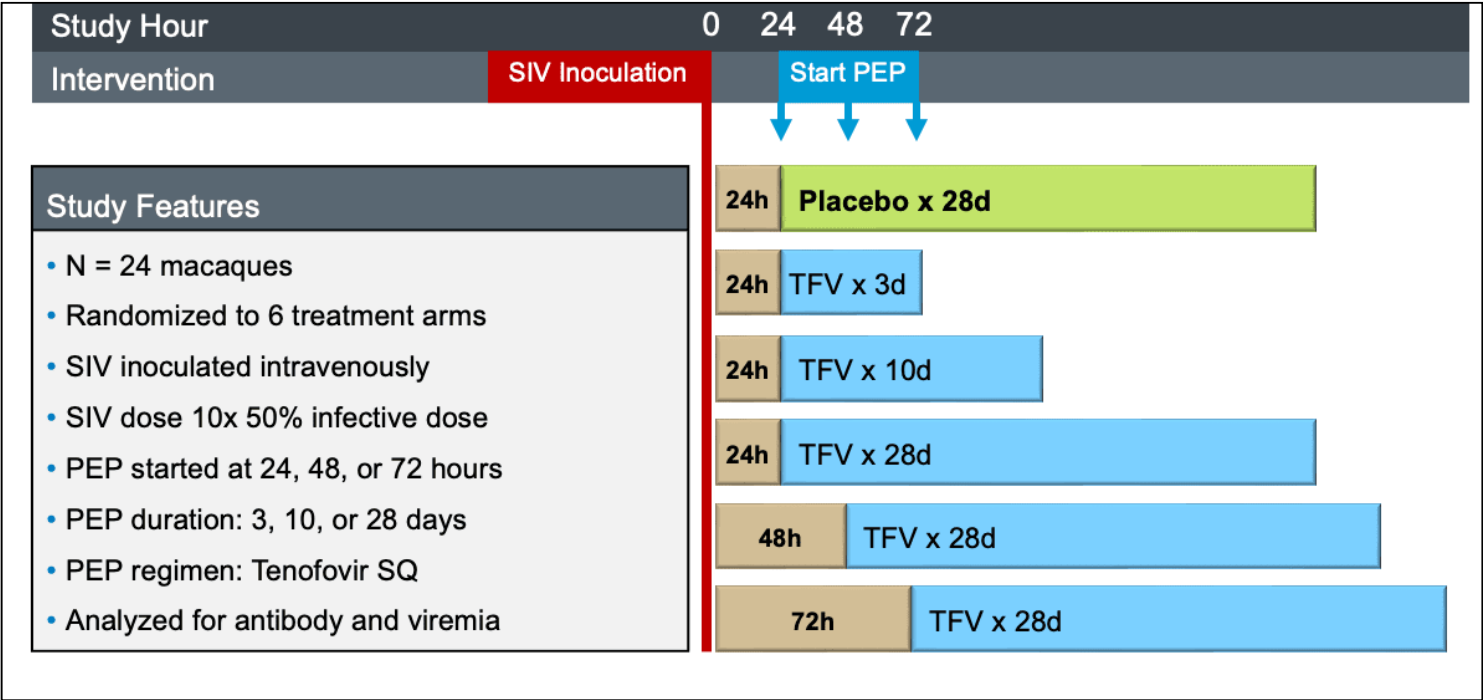 Study Hour 0 24 48 72
Intervention SIV Inoculation Start PEP
Study Features
• N = 24 macaques
• Randomized to 6 treatment arms
• SIV inoculated intravenously
• SIV dose 10x 50% infective dose
• PEP started at 24, 48, or 72 hours
• PEP duration: 3, 10, or 28 days
• PEP regimen: Tenofovir SQ
• Analyzed for antibody and viremia
24h Placebo x 28d
24h TFV x 3d
24h TFV x 10d
24h TFV x 28d
48h TFV x 28d
72h TFV x 28d